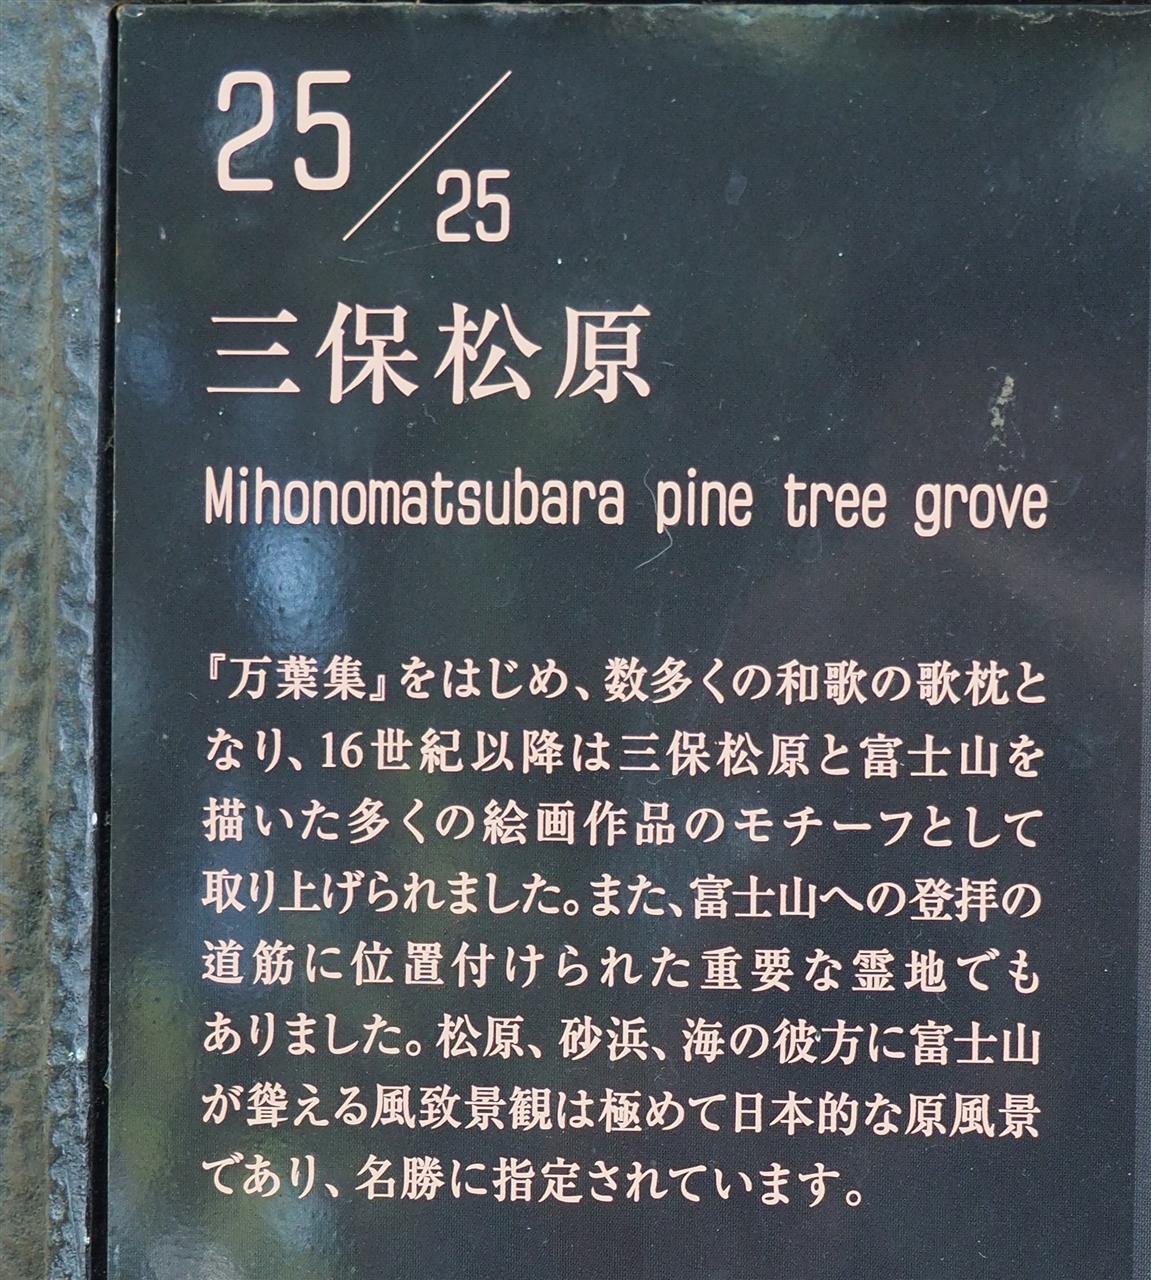 25/25
三保松原
Mihonomatsubara pine tree grove
『万葉集』をはじめ、数多くの和歌の歌枕と
なり、16世紀以降は三保松原と富士山を
描いた多くの絵画作品のモチーフとして
取り上げられました。また、富士山への登拝の
道筋に位置付けられた重要な霊地でも
ありました。松原、砂浜、海の彼方に富士山
が聳える風致景観は極めて日本的な原風景
であり、名勝に指定されています。